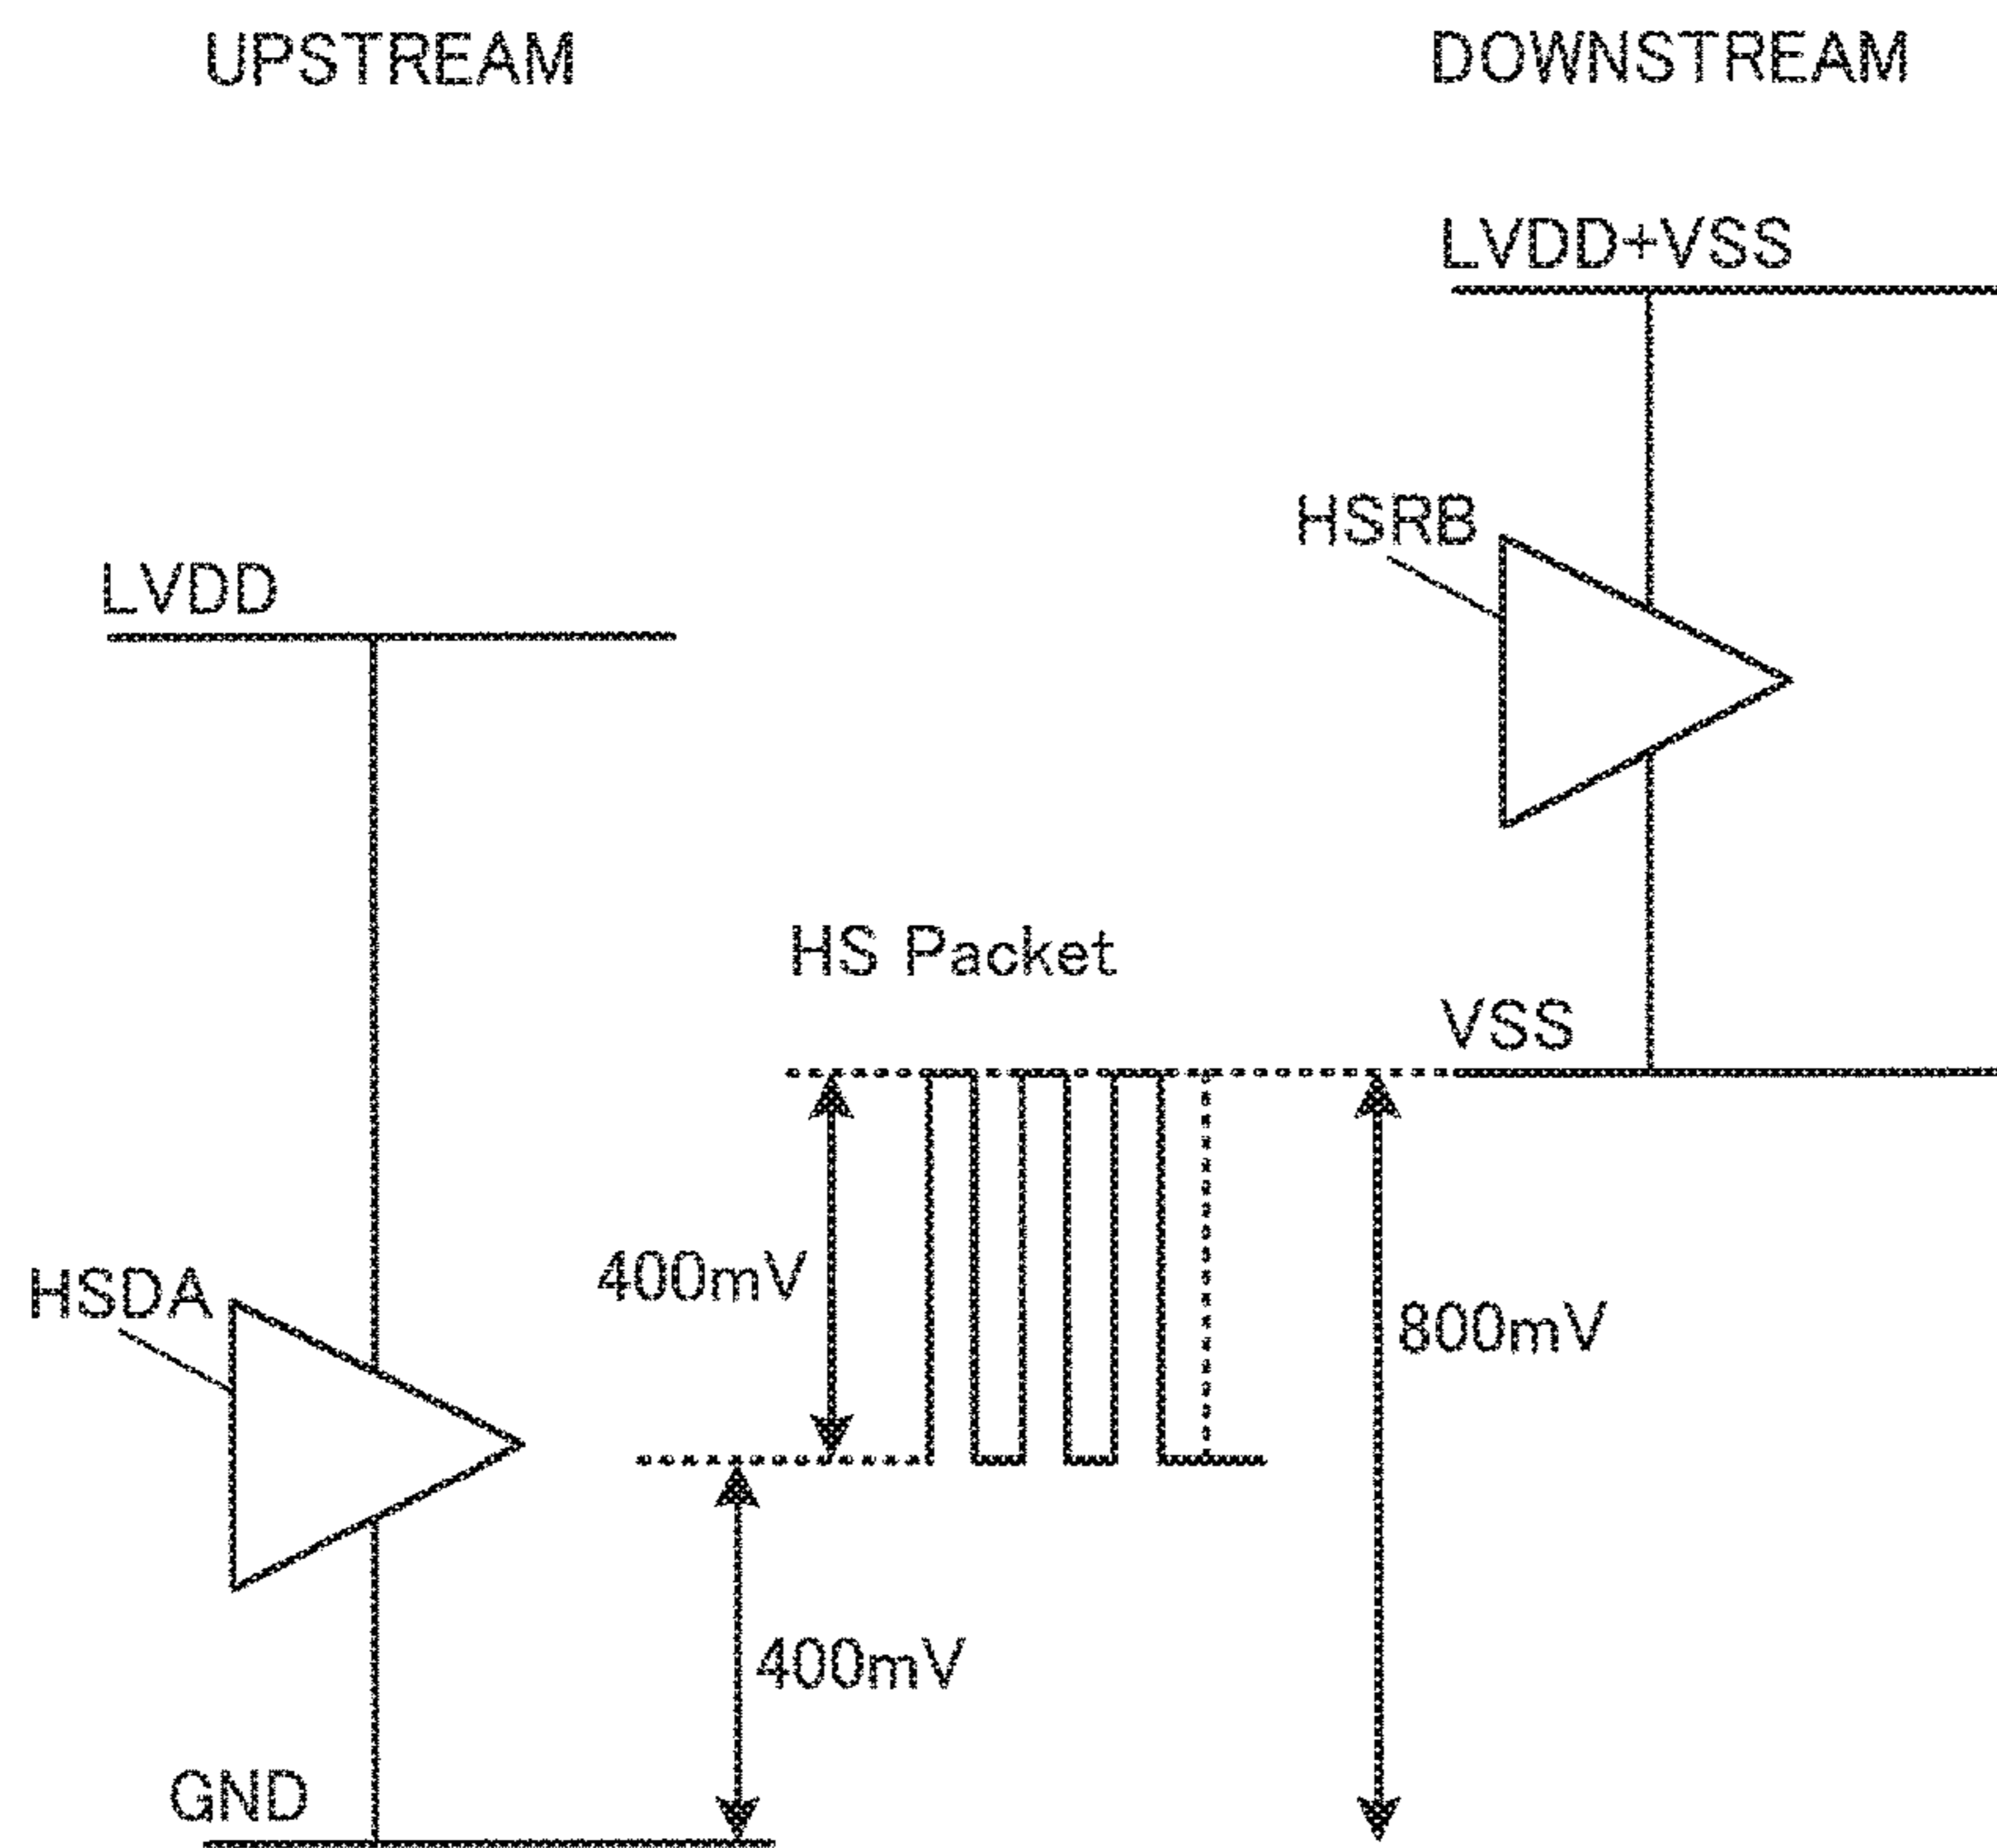 UPSTREAM
DOWNSTREAM
LVDD+VSS
HSRB
LVDD
HS Packet
VSS
400mV
800mV
HSDA
400mV
GND